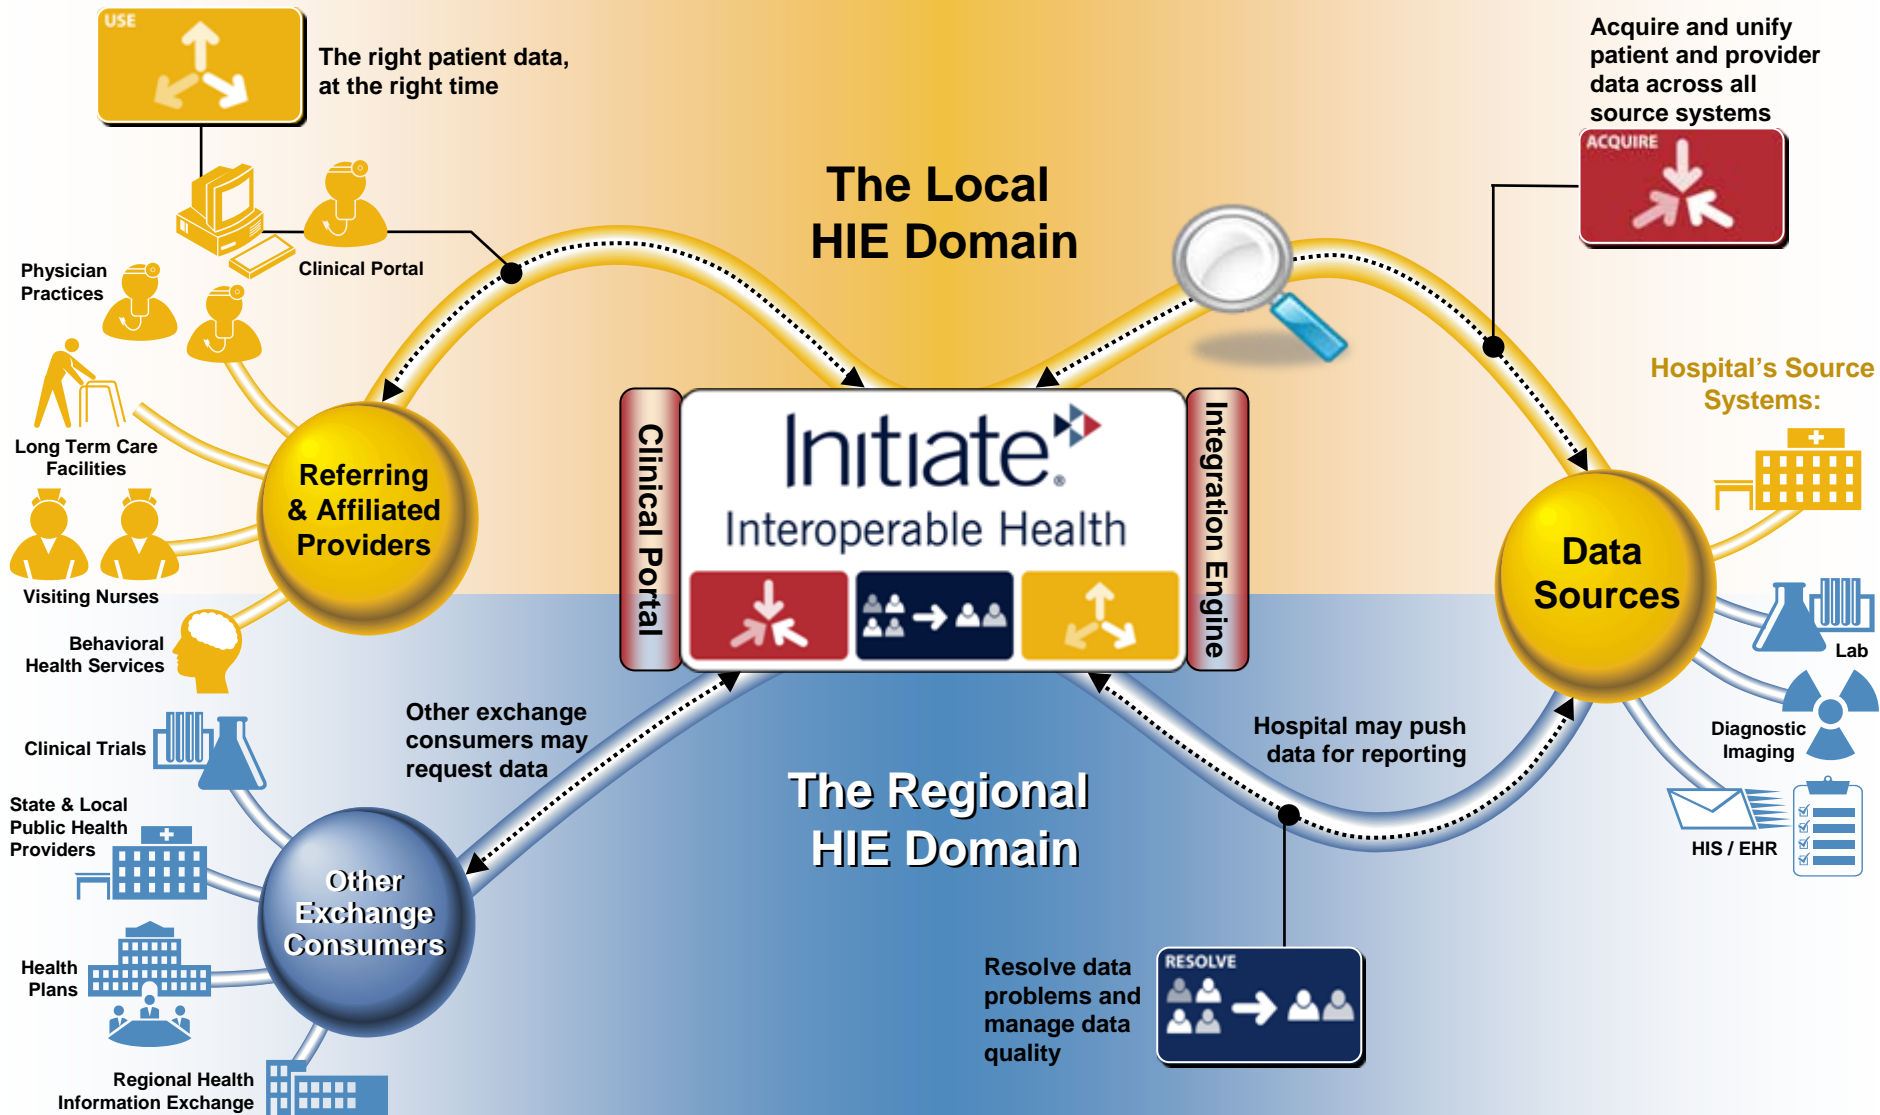 USE
The right patient data,
at the right time
Acquire and unify
patient and provider
data across all
source systems
ACQUIRE
The Local
HIE Domain
Clinical Portal
Physician
Practices
Long Term Care
Facilities
Visiting Nurses
Behavioral
Health Services
Referring
& Affiliated
Providers
Clinical Portal
Initiate®
Interoperable Health
Integration Engine
Hospital's Source
Systems:
Data
Sources
Lab
Diagnostic
Imaging
HIS / EHR
Other exchange
consumers may
request data
Hospital may push
data for reporting
The Regional
HIE Domain
Clinical Trials
State & Local
Public Health
Providers
Health
Plans
Regional Health
Information Exchange
Other
Exchange
Consumers
Resolve data
problems and
manage data
quality
RESOLVE